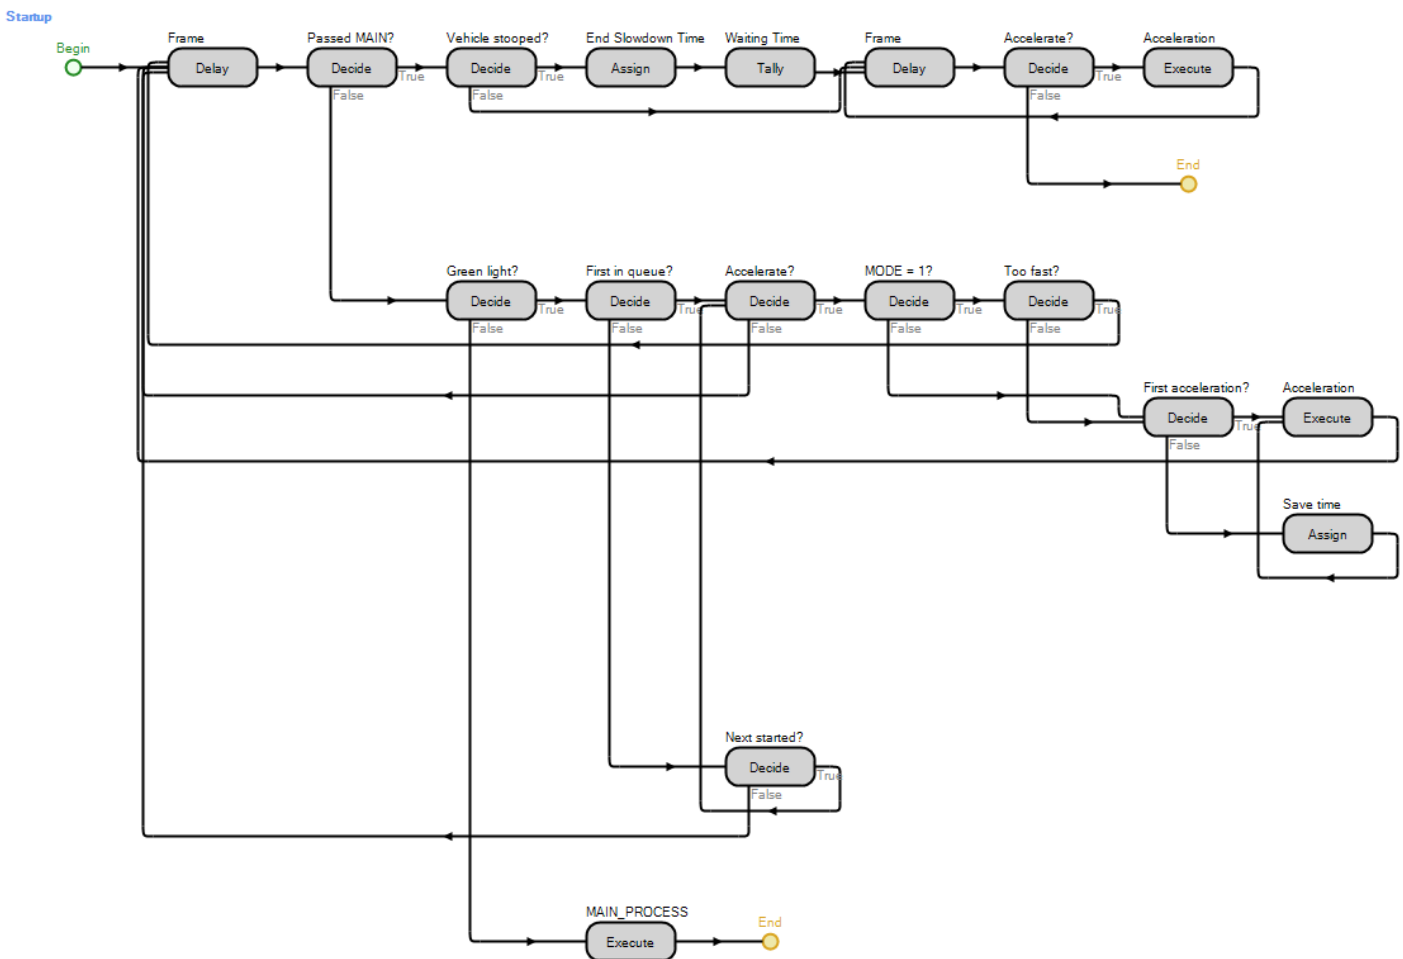 Startup
Begin
Frame
Delay
Passed MAIN?
Decide
True
False
Vehicle stooped?
Decide
True
False
End Slowdown Time
Assign
Waiting Time
Tally
Frame
Delay
Accelerate?
Decide
True
False
Acceleration
Execute
End
Green light?
Decide
True
False
First in queue?
Decide
True
False
Accelerate?
Decide
True
False
MODE = 1?
Decide
True
False
Too fast?
Decide
True
False
First acceleration?
Decide
True
False
Acceleration
Execute
Save time
Assign
Next started?
Decide
True
False
MAIN_PROCESS
Execute
End